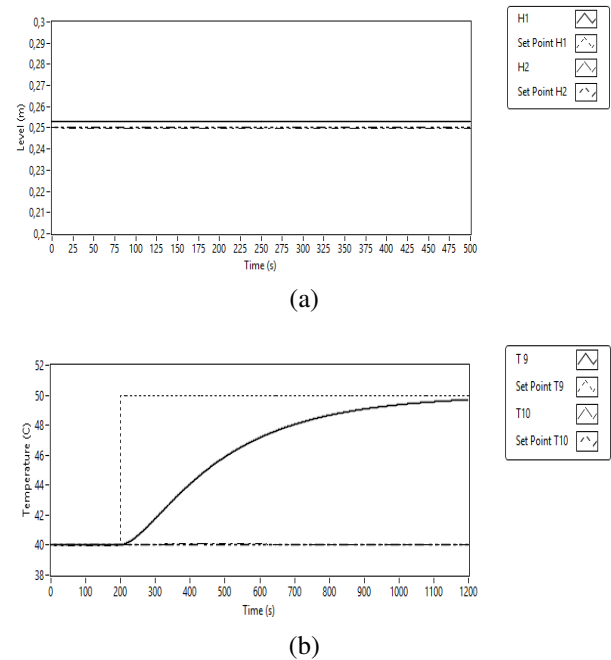 0,3
0,29
0,28
0,27
0,26
0,25
0,24
0,23
0,22
0,21
0,2
Level (m)
0 25 50 75 100 125 150 175 200 225 250 275 300 325 350 375 400 425 450 475 500
Time (s)
H1
Set Point H1
H2
Set Point H2
(a)
52
50
48
46
44
42
40
38
Temperature (C)
0 100 200 300 400 500 600 700 800 900 1000 1100 1200
Time (s)
T 9
Set Point T9
T10
Set Point T10
(b)